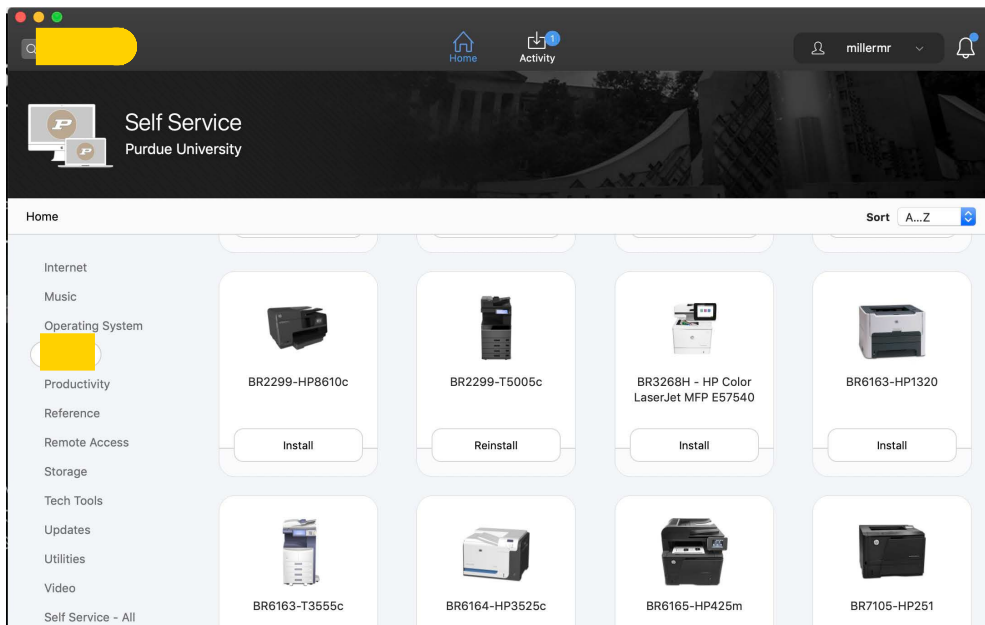 Home
Activity
1
millermr
P
P
Self Service
Purdue University
Home
Sort
A...Z
Internet
Music
Operating System
Productivity
Reference
Remote Access
Storage
Tech Tools
Updates
Utilities
Video
Self Service - All
BR2299-HP8610c
Install
BR2299-T5005c
Reinstall
BR3268H - HP Color
LaserJet MFP E57540
Install
BR6163-HP1320
Install
BR6163-T3555c
BR6164-HP3525c
BR6165-HP425m
BR7105-HP251